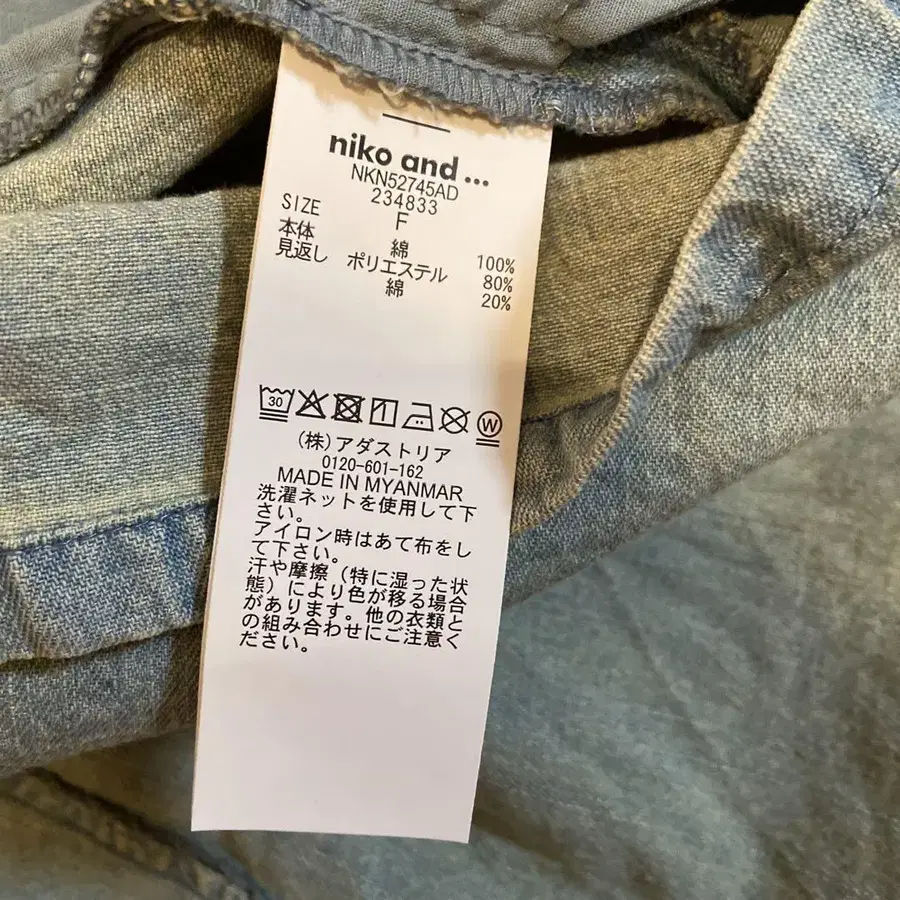 niko and ...
NKN52745AD
234833
SIZE F
本体 綿 100%
見返し ポリエステル 80%
綿 20%
30 W
(株)アダストリア
0120-601-162
MADE IN MYANMAR
洗濯ネットを使用して下
さい。
アイロン時はあて布をし
て下さい。
汗や摩擦(特に湿った状
態)により色が移る場合
があります。他の衣類と
の組み合わせにご注意く
ださい。